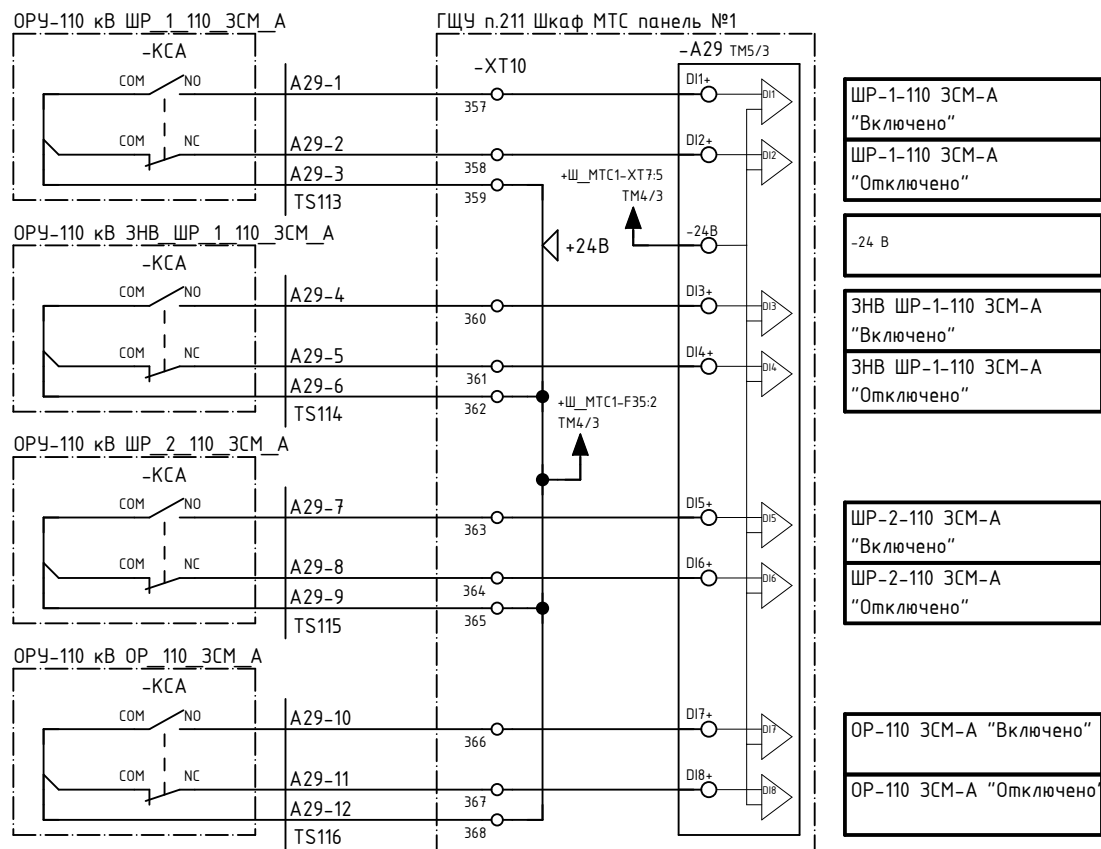 ОРУ-110 кВ ШР_1_110_ЗСМ_А
ГЩУ п.211 Шкаф МТС панель №1
-КСА
-XT10
-A29 TM5/3
COM NO
A29-1
357
DI1+
DI1
ШР-1-110 ЗСМ-А
"Включено"
COM NC
A29-2
358
DI2+
DI2
ШР-1-110 ЗСМ-А
"Отключено"
A29-3
359
TS113
+Ш_МТС1-XT7:5
TM4/3
ОРУ-110 кВ ЗНВ_ШР_1_110_ЗСМ_А
+24В
-24В
-24 В
-КСА
COM NO
A29-4
360
DI3+
DI3
ЗНВ ШР-1-110 ЗСМ-А
"Включено"
COM NC
A29-5
361
DI4+
DI4
ЗНВ ШР-1-110 ЗСМ-А
"Отключено"
A29-6
362
TS114
+Ш_МТС1-F35:2
TM4/3
ОРУ-110 кВ ШР_2_110_ЗСМ_А
-КСА
COM NO
A29-7
363
DI5+
DI5
ШР-2-110 ЗСМ-А
"Включено"
COM NC
A29-8
364
DI6+
DI6
ШР-2-110 ЗСМ-А
"Отключено"
A29-9
365
TS115
ОРУ-110 кВ ОР_110_ЗСМ_А
-КСА
COM NO
A29-10
366
DI7+
DI7
ОР-110 ЗСМ-А "Включено"
COM NC
A29-11
367
DI8+
DI8
ОР-110 ЗСМ-А "Отключено"
A29-12
368
TS116